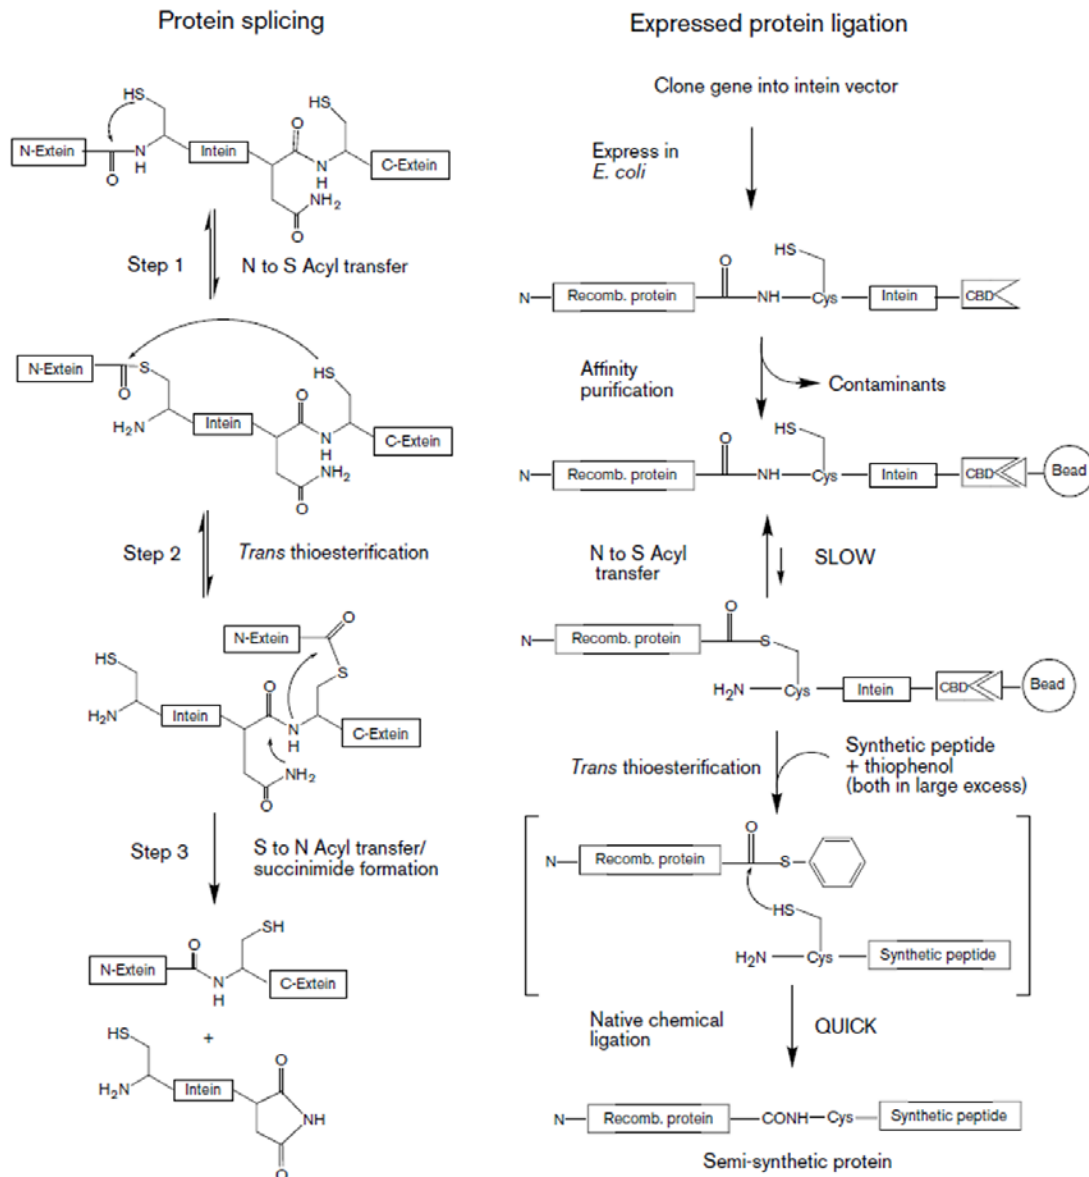 Protein splicing
HS
HS
O
N-Extein
N
H
Intein
N
H
C-Extein
O
NH2
O
Step 1
N to S Acyl transfer
N-Extein
S
HS
O
O
H2N
Intein
N
H
C-Extein
NH2
O
Step 2
Trans thioesterification
O
N-Extein
HS
S
O
H2N
Intein
N
H
C-Extein
NH2
O
Step 3
S to N Acyl transfer/
succinimide formation
SH
O
N-Extein
N
H
C-Extein
+
HS
O
H2N
Intein
NH
O
Expressed protein ligation
Clone gene into intein vector
Express in
E. coli
HS
O
N
Recomb. protein
NH
Cys
Intein
CBD
Affinity
purification
Contaminants
HS
O
N
Recomb. protein
NH
Cys
Intein
CBD
Bead
N to S Acyl
transfer
SLOW
O
N
Recomb. protein
S
H2N
Cys
Intein
CBD
Bead
Trans thioesterification
Synthetic peptide
+ thiophenol
(both in large excess)
O
N
Recomb. protein
S
HS
H2N
Cys
Synthetic peptide
Native chemical
ligation
QUICK
N
Recomb. protein
CONH
Cys
Synthetic peptide
Semi-synthetic protein